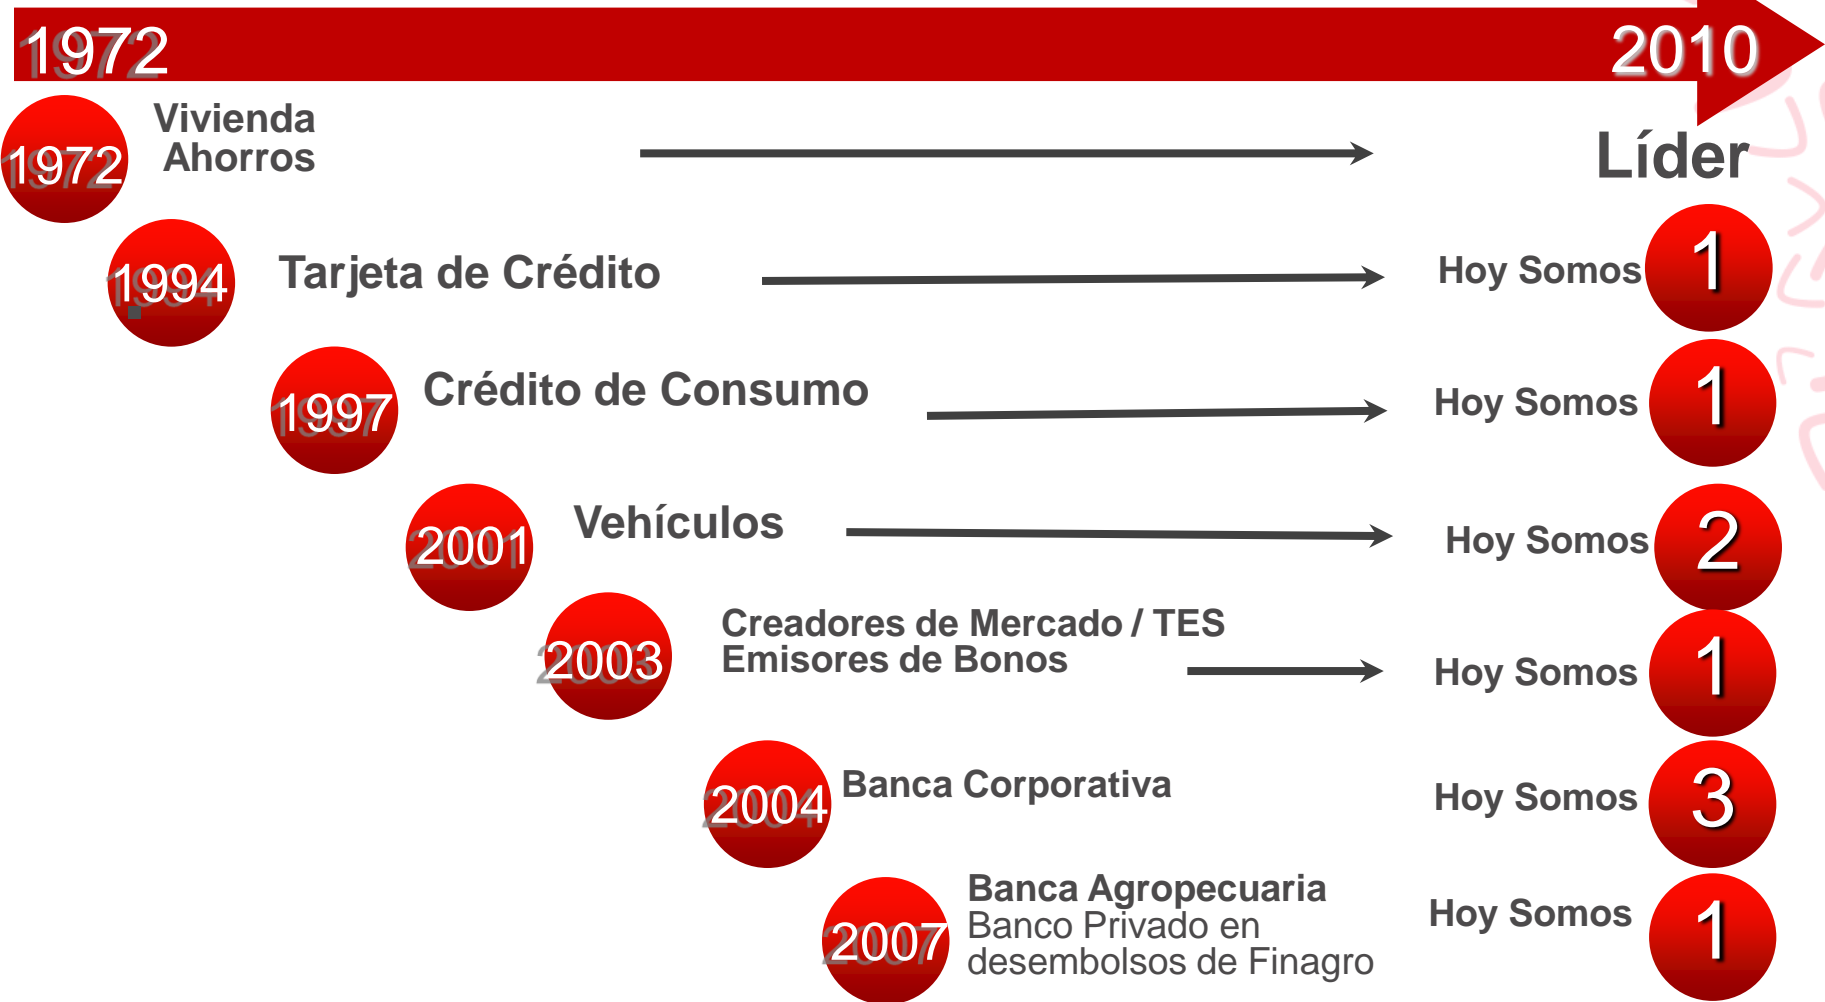 1972
2010
1972
Vivienda
Ahorros
Líder
1994
Tarjeta de Crédito
Hoy Somos
1
1997
Crédito de Consumo
Hoy Somos
1
2001
Vehículos
Hoy Somos
2
2003
Creadores de Mercado / TES
Emisores de Bonos
Hoy Somos
1
2004
Banca Corporativa
Hoy Somos
3
2007
Banca Agropecuaria
Banco Privado en
desembolsos de Finagro
Hoy Somos
1